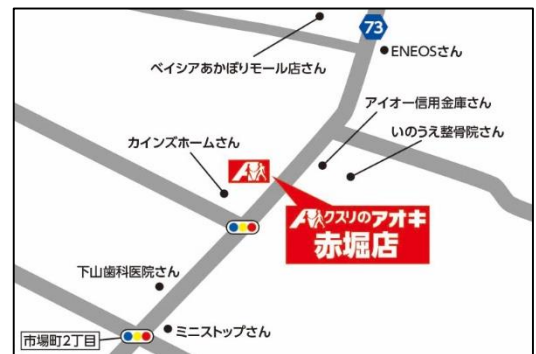 73
ENEOSさん
ベイシアあかぼりモール店さん
アイオー信用金庫さん
いのうえ整骨院さん
カインズホームさん
クスリのアオキ
赤堀店
下山歯科医院さん
市場町2丁目
ミニストップさん